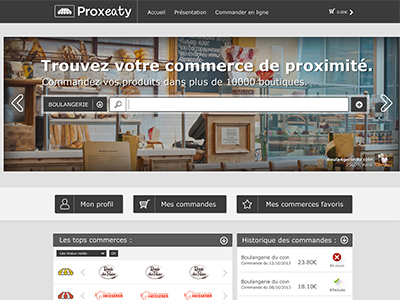 Proxeaty
Accueil Présentation Commander en ligne 0.00€
Trouvez votre commerce de proximité.
Commandez vos produits dans plus de 10000 boutiques.
BOULANGERIE
Boulangerie du coin
Mon profil Mes commandes Mes commerces favoris
Les tops commerces :
Les mieux notés OK
HEISSERER HEISSERER
Historique des commandes :
Boulangerie du coin
Commande du 12/10/2013
23.80€
En cours
Boulangerie du coin
Commande du 10/10/2013
18.10€
Effectuée